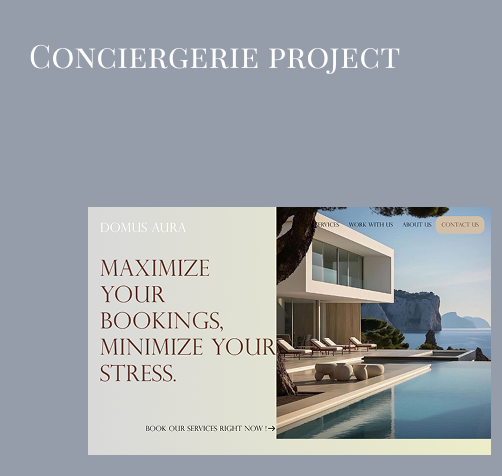 Conciergerie project
DOMUS AURA
SERVICES WORK WITH US ABOUT US CONTACT US
MAXIMIZE
YOUR
BOOKINGS,
MINIMIZE YOUR
STRESS.
BOOK OUR SERVICES RIGHT NOW !→